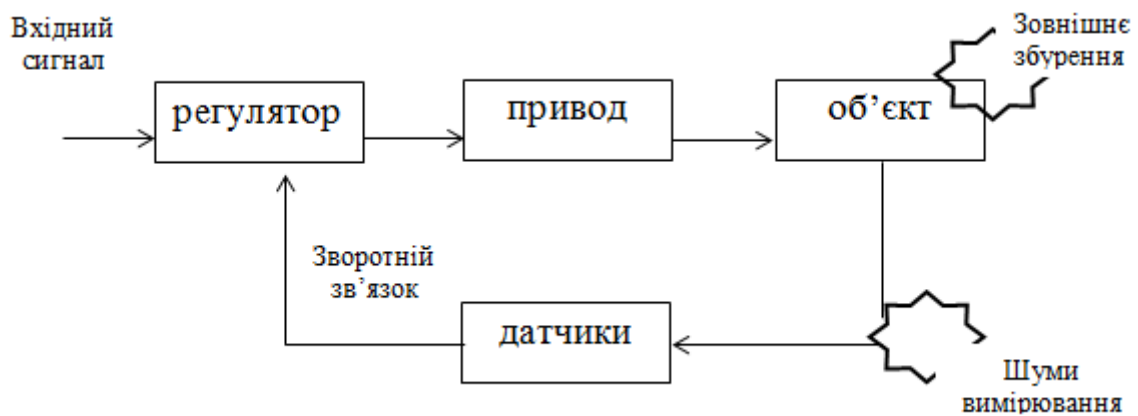 Вхідний
сигнал
Зовнішнє
збурення
регулятор
привод
об’єкт
Зворотній
зв’язок
датчики
Шуми
вимірювання